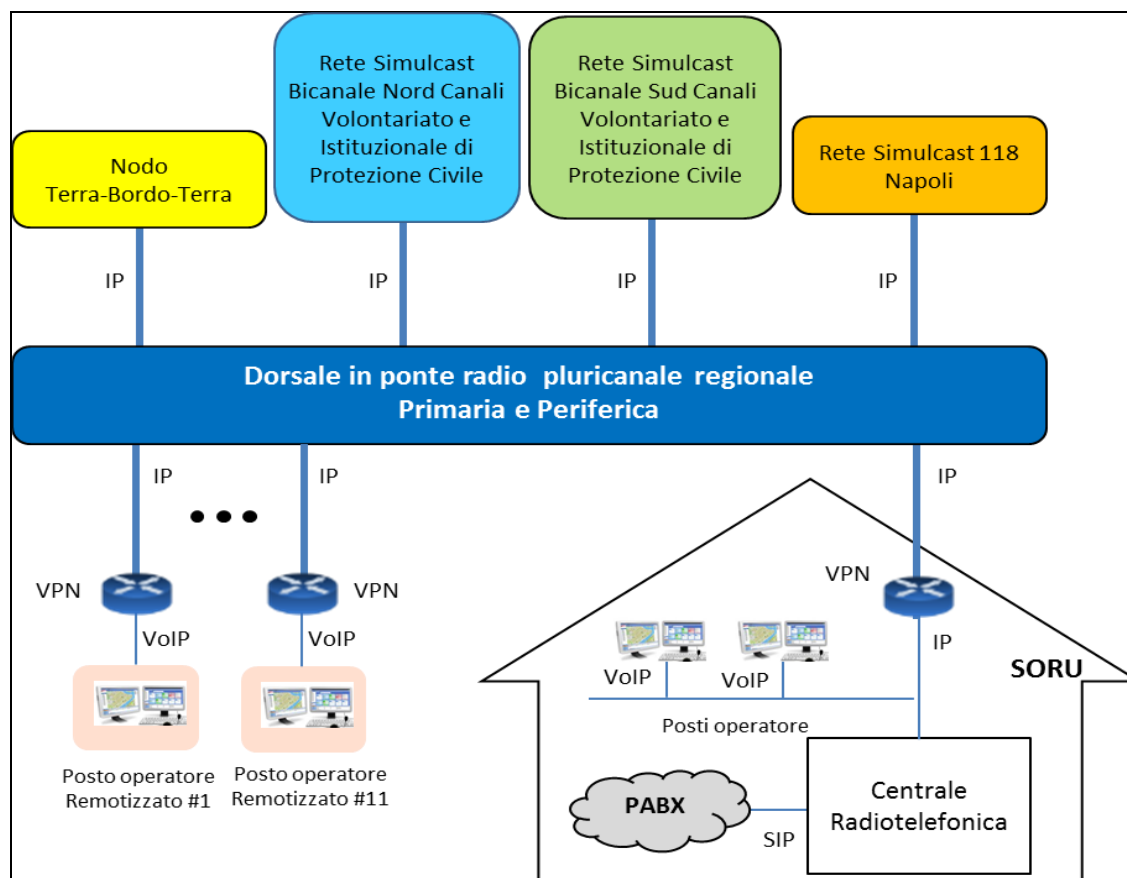 Nodo
Terra-Bordo-Terra
Rete Simulcast
Bicanale Nord Canali
Volontariato e
Istituzionale di
Protezione Civile
Rete Simulcast
Bicanale Sud Canali
Volontariato e
Istituzionale di
Protezione Civile
Rete Simulcast 118
Napoli
IP
IP
IP
IP
Dorsale in ponte radio pluricanale regionale
Primaria e Periferica
IP
IP
IP
VPN
VPN
VPN
VoIP
VoIP
IP
VoIP
VoIP
SORU
Posti operatore
Posto operatore
Remotizzato #1
Posto operatore
Remotizzato #11
PABX
SIP
Centrale
Radiotelefonica